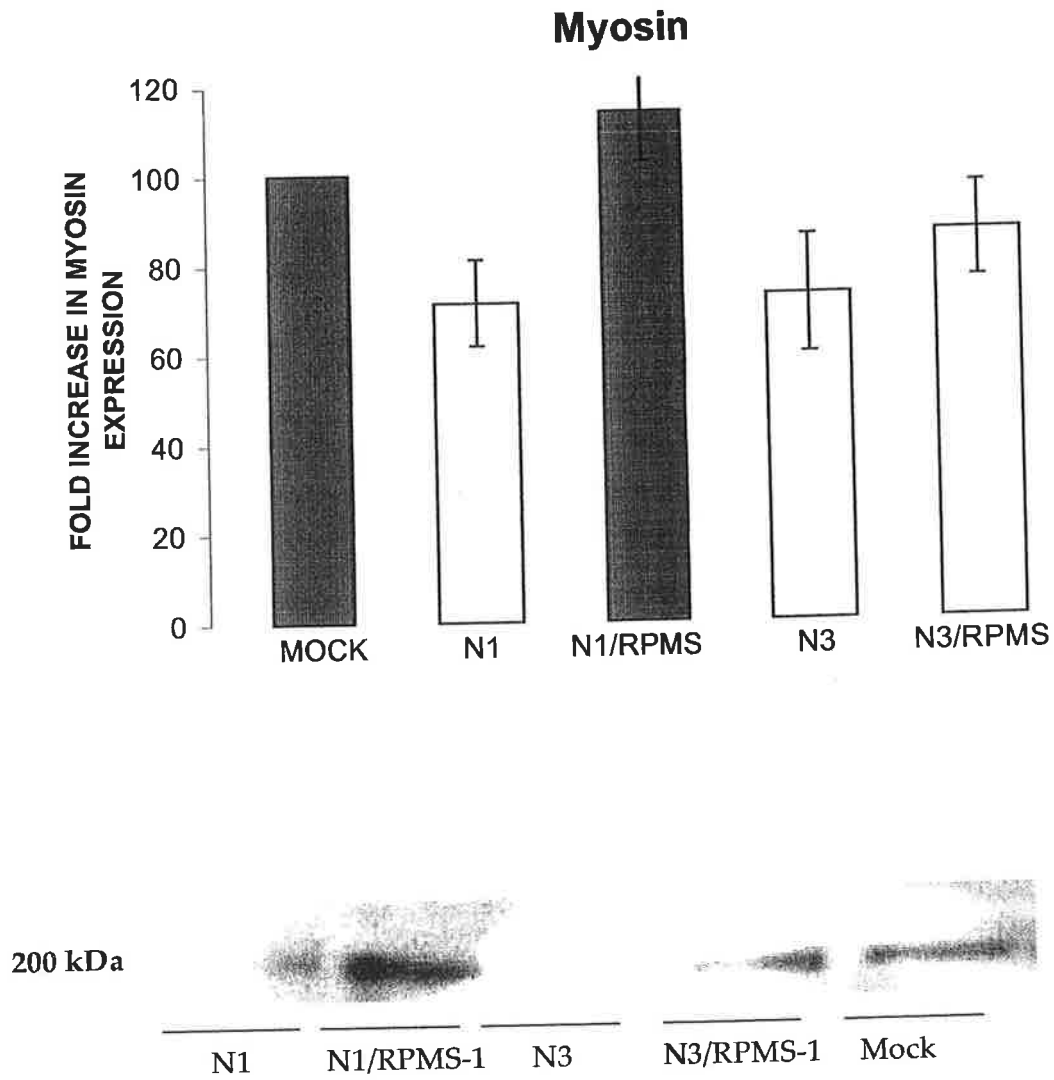 Myosin
FOLD INCREASE IN MYOSIN
EXPRESSION
120
100
80
60
40
20
0
MOCK N1 N1/RPMS N3 N3/RPMS
200 kDa
N1 N1/RPMS-1 N3 N3/RPMS-1 Mock